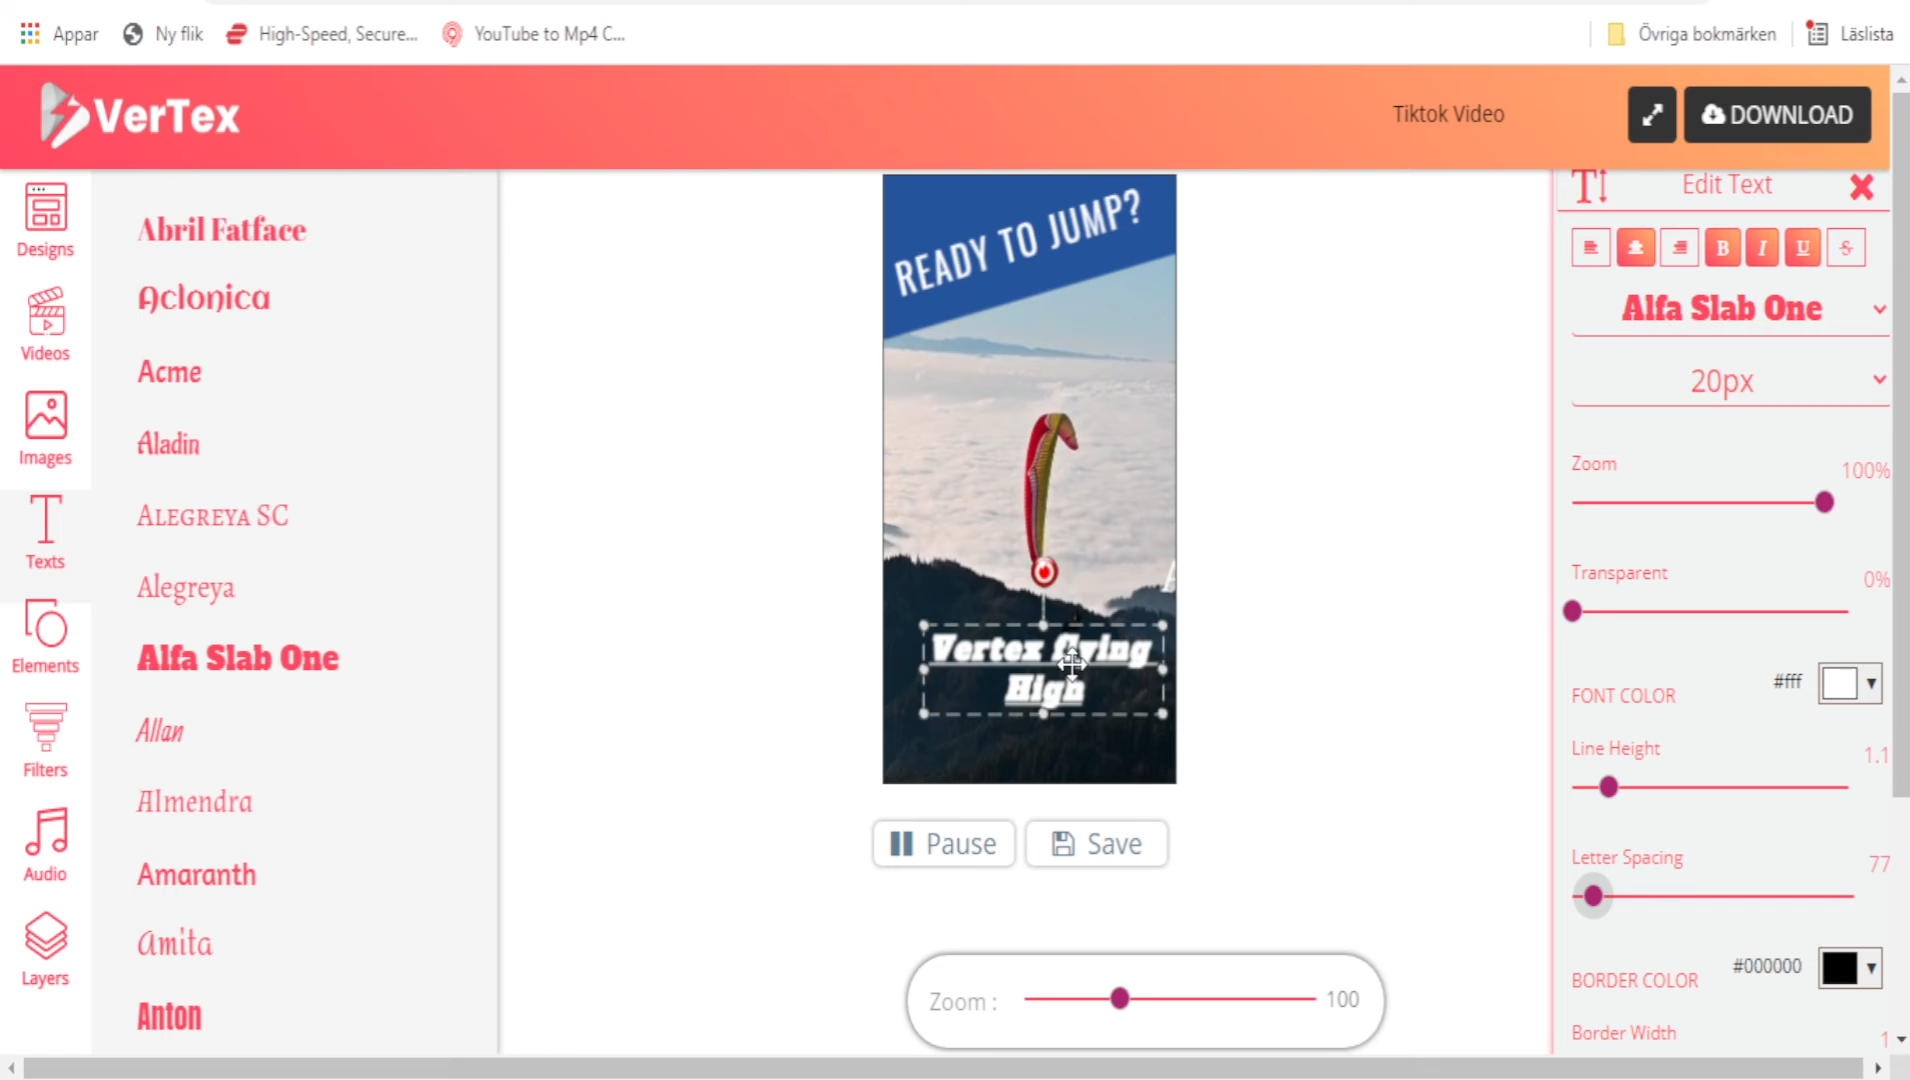 Appar
Ny flik
High-Speed, Secure...
YouTube to Mp4 C...
Övriga bokmärken
Läslista
VerTex
Tiktok Video
DOWNLOAD
Designs
Videos
Images
Texts
Elements
Filters
Audio
Layers
Abril Fatface
Aclonica
Acme
Aladin
Alegreya SC
Alegreya
Alfa Slab One
Allan
Almendra
Amaranth
Amita
Anton
READY TO JUMP?
A
Vertex flying
High
Pause
Save
Zoom :
100
Edit Text
B
I
U
S
Alfa Slab One
20px
Zoom
100%
Transparent
0%
FONT COLOR
#fff
Line Height
1.1
Letter Spacing
77
BORDER COLOR
#000000
Border Width
1